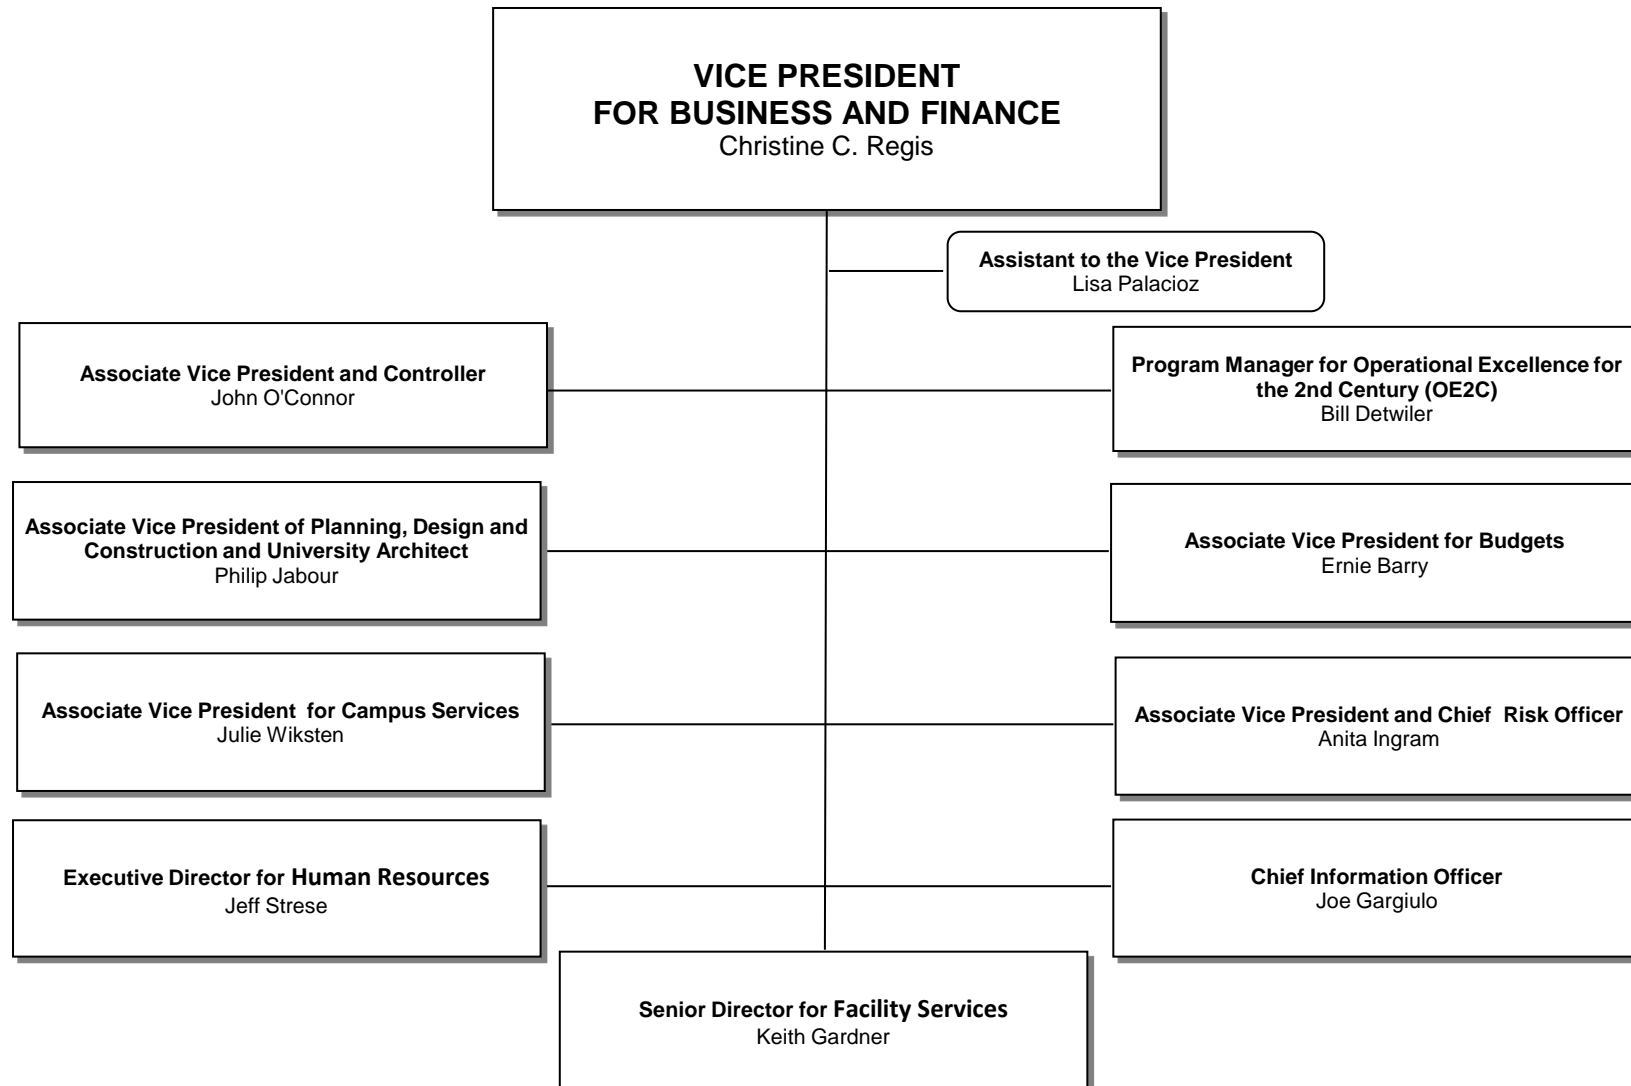 VICE PRESIDENT
FOR BUSINESS AND FINANCE
Christine C. Regis
Assistant to the Vice President
Lisa Palacioz
Associate Vice President and Controller
John O'Connor
Program Manager for Operational Excellence for
the 2nd Century (OE2C)
Bill Detwiler
Associate Vice President of Planning, Design and
Construction and University Architect
Philip Jabour
Associate Vice President for Budgets
Ernie Barry
Associate Vice President  for Campus Services
Julie Wiksten
Associate Vice President and Chief  Risk Officer
Anita Ingram
Executive Director for Human Resources
Jeff Strese
Chief Information Officer
Joe Gargiulo
Senior Director for Facility Services
Keith Gardner